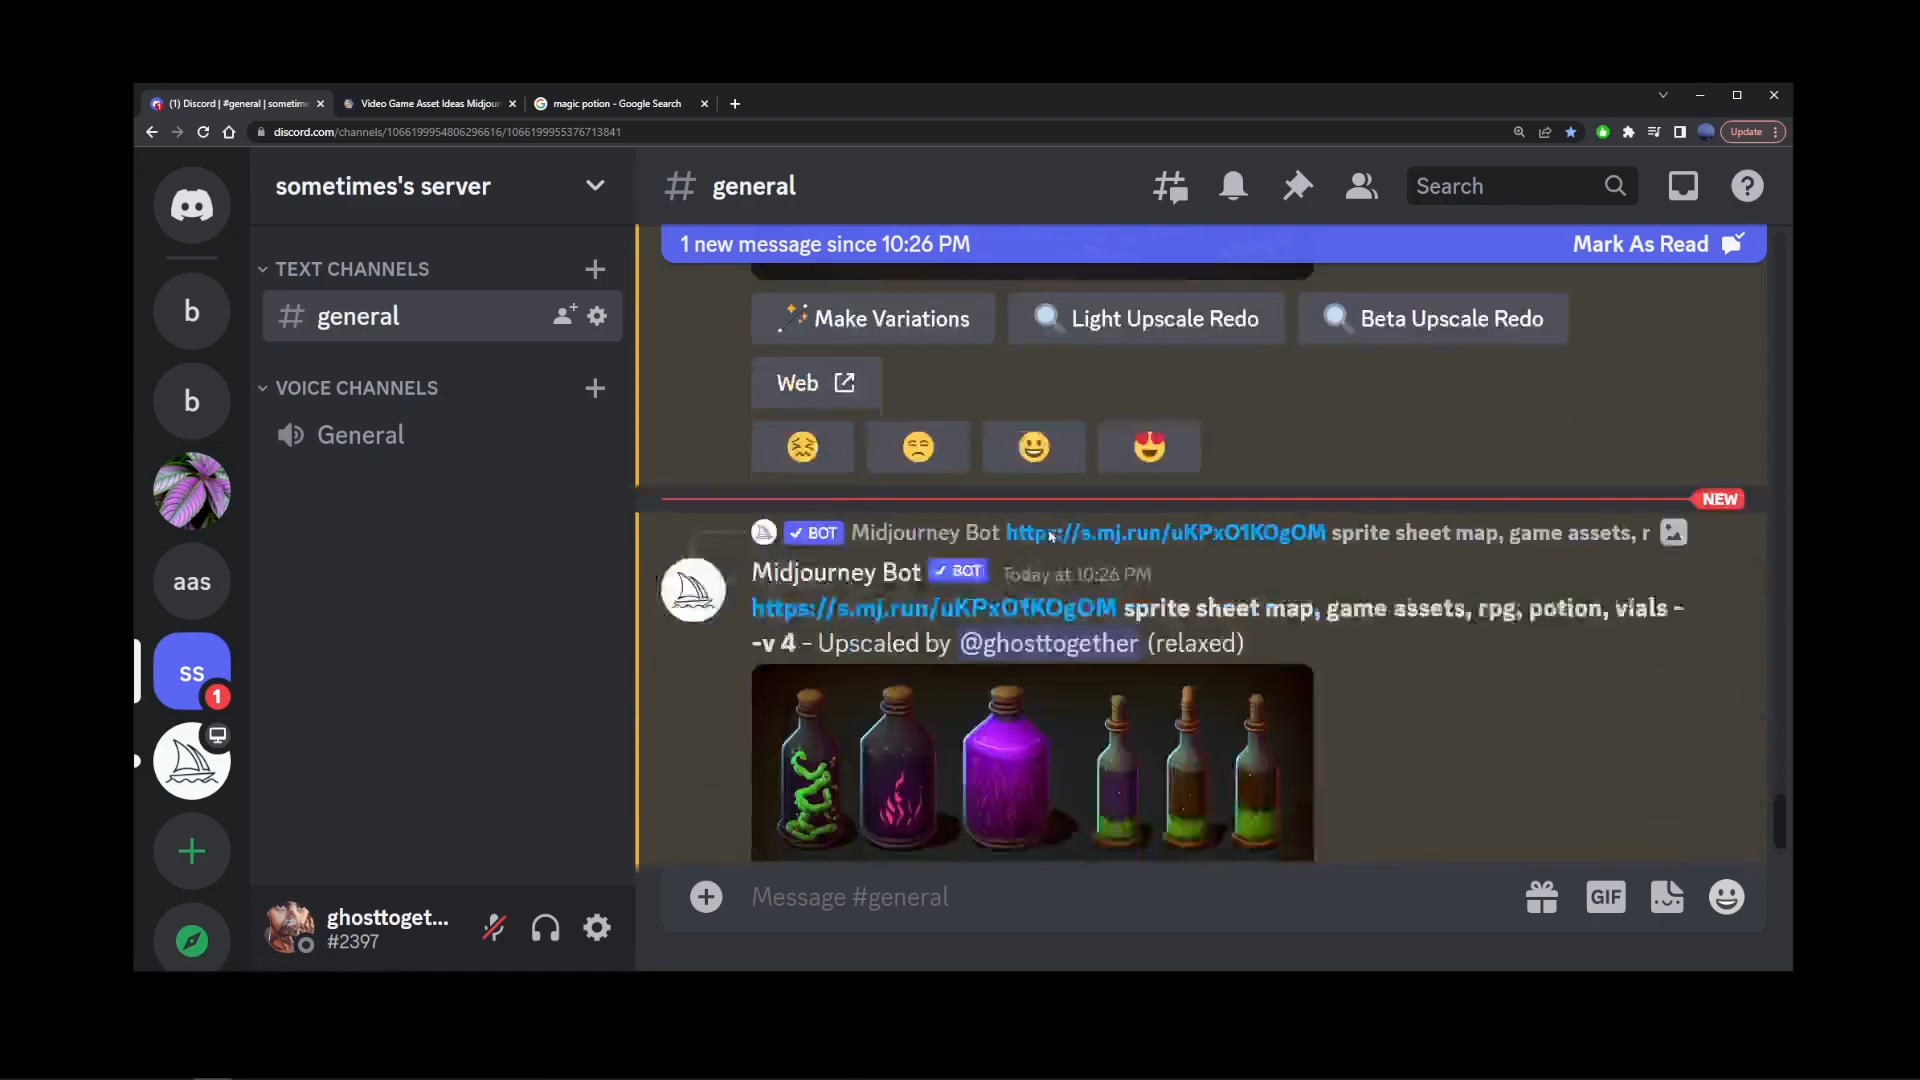 (1) Discord | #general | sometime
Video Game Asset Ideas Midjour
magic potion - Google Search
discord.com/channels/1066199954806296616/1066199955376713841
Update
sometimes's server
general
Search
1 new message since 10:26 PM
Mark As Read
TEXT CHANNELS
general
VOICE CHANNELS
General
b
b
aas
ss
1
Make Variations
Light Upscale Redo
Beta Upscale Redo
Web
NEW
BOT Midjourney Bot https://s.mj.run/uKPxO1KOgOM sprite sheet map, game assets, r
Midjourney Bot BOT Today at 10:26 PM
https://s.mj.run/uKPxO1KOgOM sprite sheet map, game assets, rpg, potion, vials -
-v 4 - Upscaled by @ghosttogether (relaxed)
Message #general
GIF
ghosttoget...
#2397